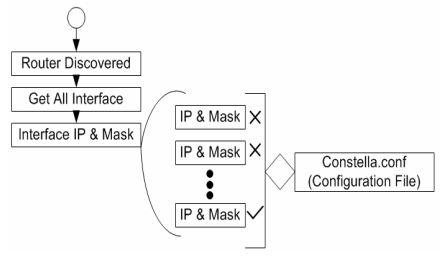 Router Discovered
Get All Interface
Interface IP & Mask
IP & Mask
IP & Mask
IP & Mask
Constella.conf
(Configuration File)